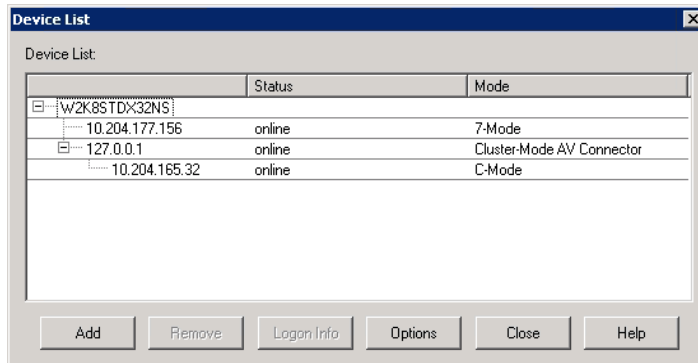 Device List
Device List:
Status Mode
W2K8STDX32NS
10.204.177.156 online 7-Mode
127.0.0.1 online Cluster-Mode AV Connector
10.204.165.32 online C-Mode
Add Remove Logon Info Options Close Help